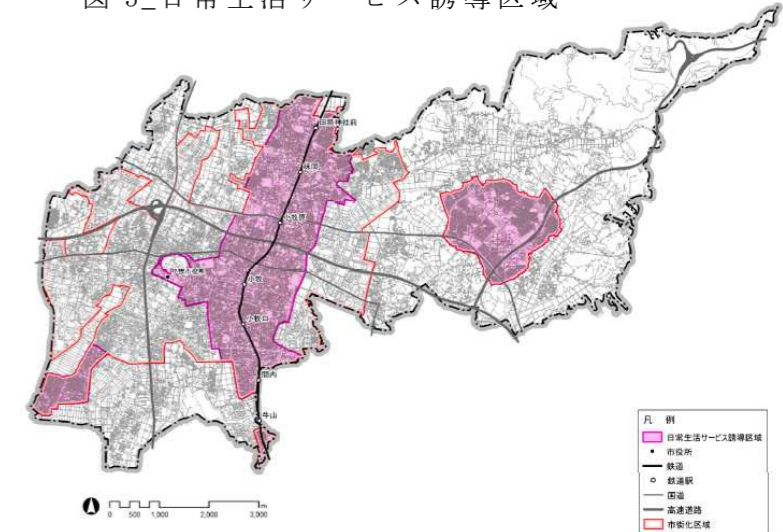 図 3_日常生活サービス誘導区域
田県神社前
味岡
小牧原
小牧市役所
小牧
小牧口
間内
牛山
凡 例
日常生活サービス誘導区域
市役所
鉄道
鉄道駅
国道
高速道路
市街化区域
0 500 1,000 2,000 3,000 m